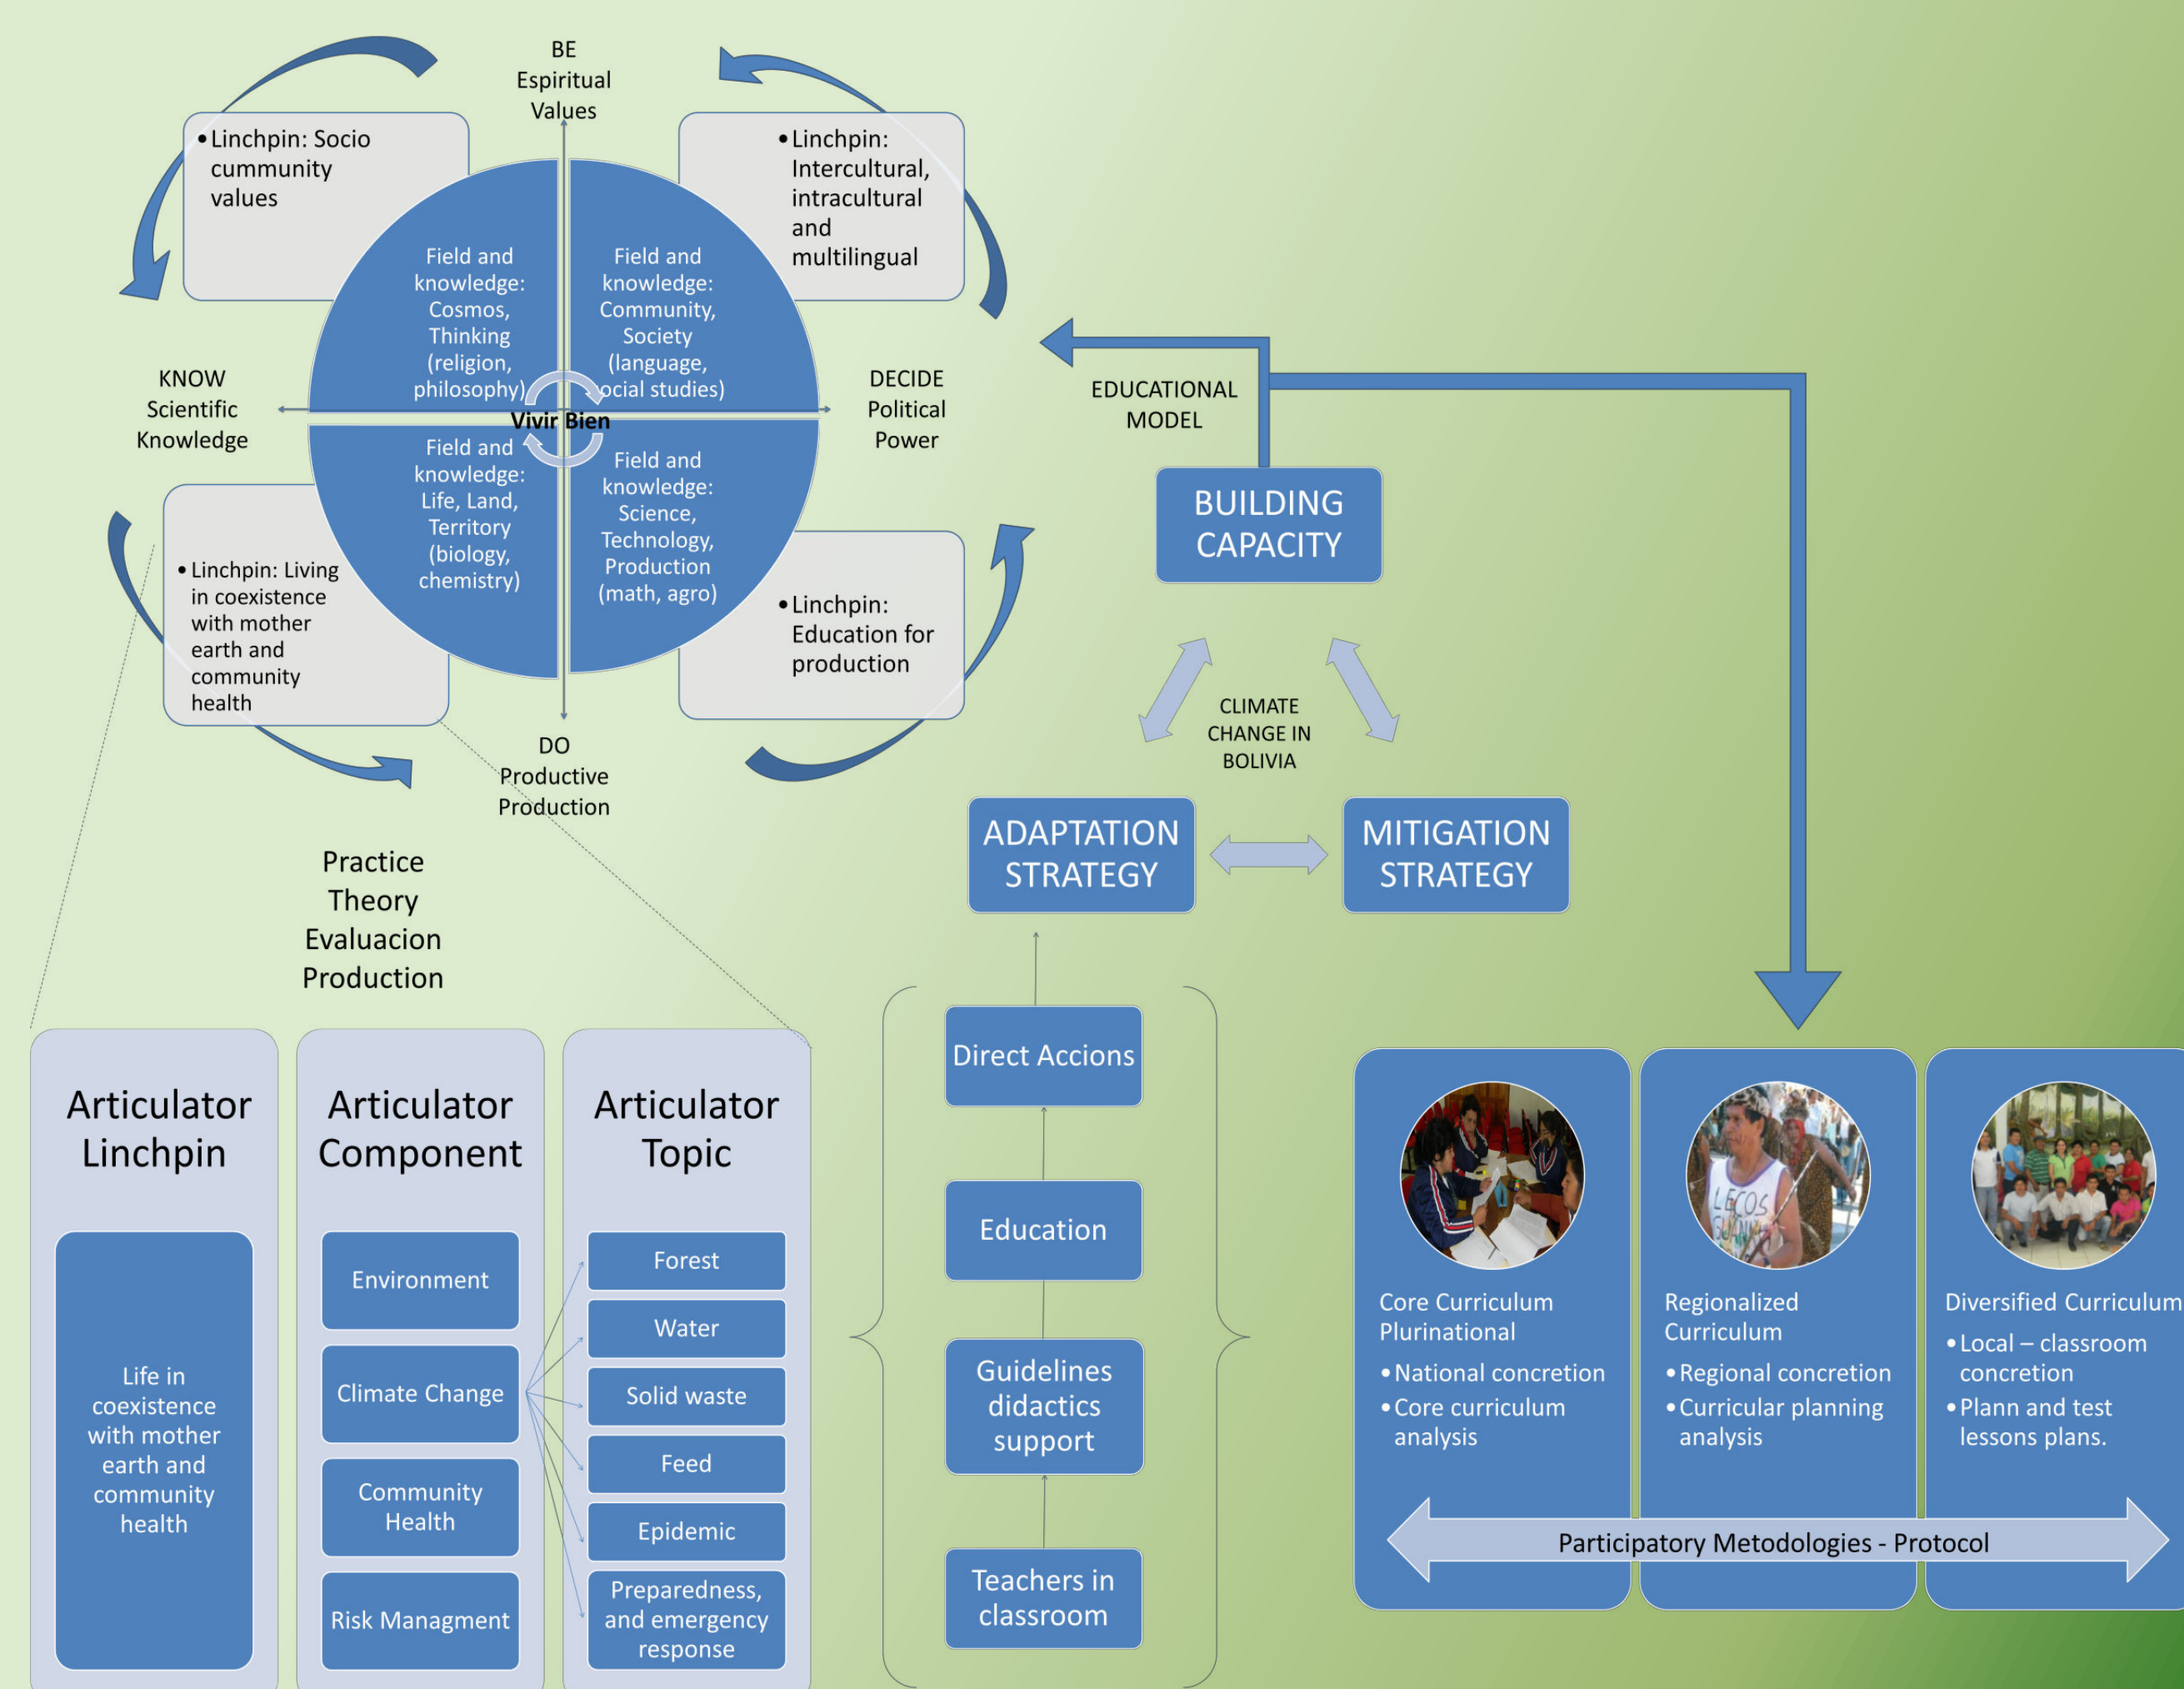 BE
Espiritual
Values
• Linchpin: Socio
cummunity
values
• Linchpin:
Intercultural,
intracultural
and
multilingual
Field and
knowledge:
Cosmos,
Thinking
(religion,
philosophy)
Field and
knowledge:
Community,
Society
(language,
social studies)
KNOW
Scientific
Knowledge
Vivir Bien
DECIDE
Political
Power
Field and
knowledge:
Life, Land,
Territory
(biology,
chemistry)
Field and
knowledge:
Science,
Technology,
Production
(math, agro)
• Linchpin: Living
in coexistence
with mother
earth and
community
health
• Linchpin:
Education for
production
DO
Productive
Production
EDUCATIONAL
MODEL
BUILDING
CAPACITY
CLIMATE
CHANGE IN
BOLIVIA
ADAPTATION
STRATEGY
MITIGATION
STRATEGY
Practice
Theory
Evaluacion
Production
Articulator
Linchpin
Life in
coexistence
with mother
earth and
community
health
Articulator
Component
Environment
Climate Change
Community
Health
Risk Managment
Articulator
Topic
Forest
Water
Solid waste
Feed
Epidemic
Preparedness,
and emergency
response
Direct Accions
Education
Guidelines
didactics
support
Teachers in
classroom
Core Curriculum
Plurinational
• National concretion
• Core curriculum
analysis
LECOS
Regionalized
Curriculum
• Regional concretion
• Curricular planning
analysis
Diversified Curriculum
• Local – classroom
concretion
• Plann and test
lessons plans.
Participatory Metodologies - Protocol